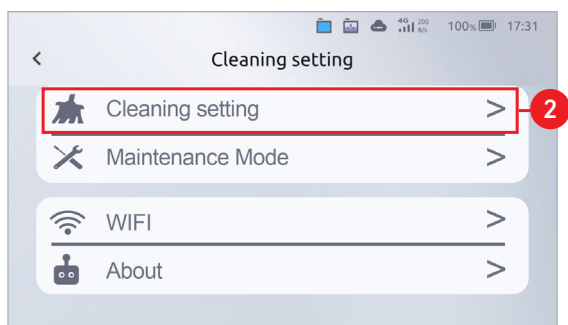 4G 200 B/s 100% 17:31
< Cleaning setting
Cleaning setting >
2
Maintenance Mode >
WIFI >
About >